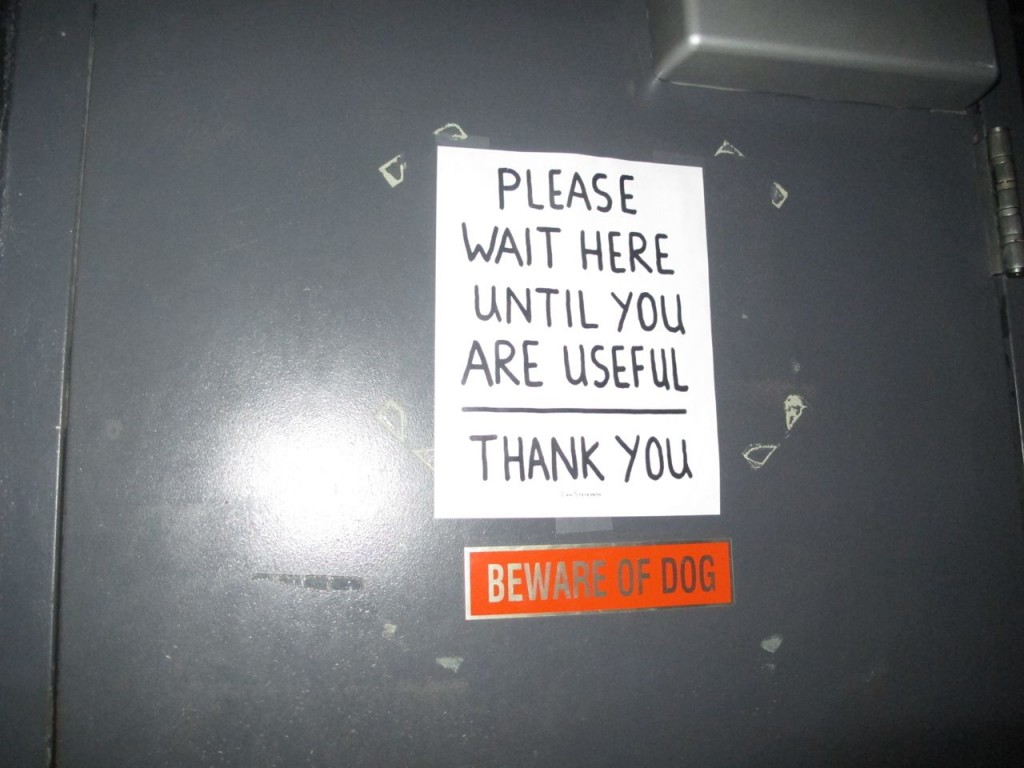 PLEASE
WAIT HERE
UNTIL YOU
ARE USEFUL
THANK YOU
BEWARE OF DOG